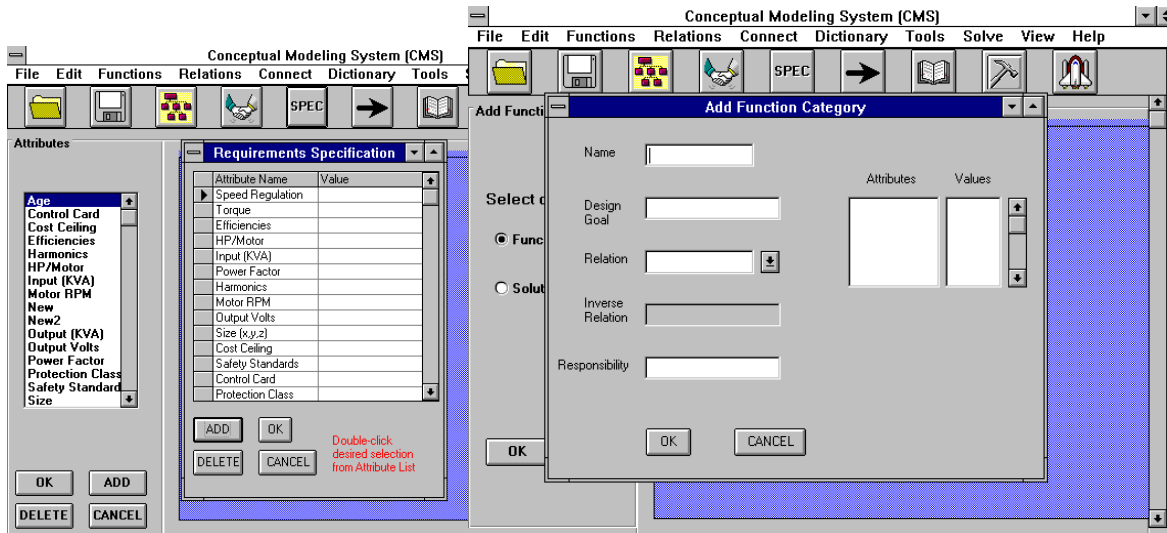 Conceptual Modeling System (CMS)
File Edit Functions Relations Connect Dictionary Tools
SPEC
Attributes
Age
Control Card
Cost Ceiling
Efficiencies
Harmonics
HP/Motor
Input (KVA)
Motor RPM
New
New2
Output (KVA)
Output Volts
Power Factor
Protection Class
Safety Standard
Size
OK ADD
DELETE CANCEL
Requirements Specification
Attribute Name Value
Speed Regulation
Torque
Efficiencies
HP/Motor
Input (KVA)
Power Factor
Harmonics
Motor RPM
Output Volts
Size (x,y,z)
Cost Ceiling
Safety Standards
Control Card
Protection Class
ADD OK
DELETE CANCEL
Double-click
desired selection
from Attribute List
Conceptual Modeling System (CMS)
File Edit Functions Relations Connect Dictionary Tools Solve View Help
SPEC
Add Functi
Select c
Func
Solut
OK
Add Function Category
Name
Design
Goal
Relation
Inverse
Relation
Responsibility
Attributes Values
OK CANCEL